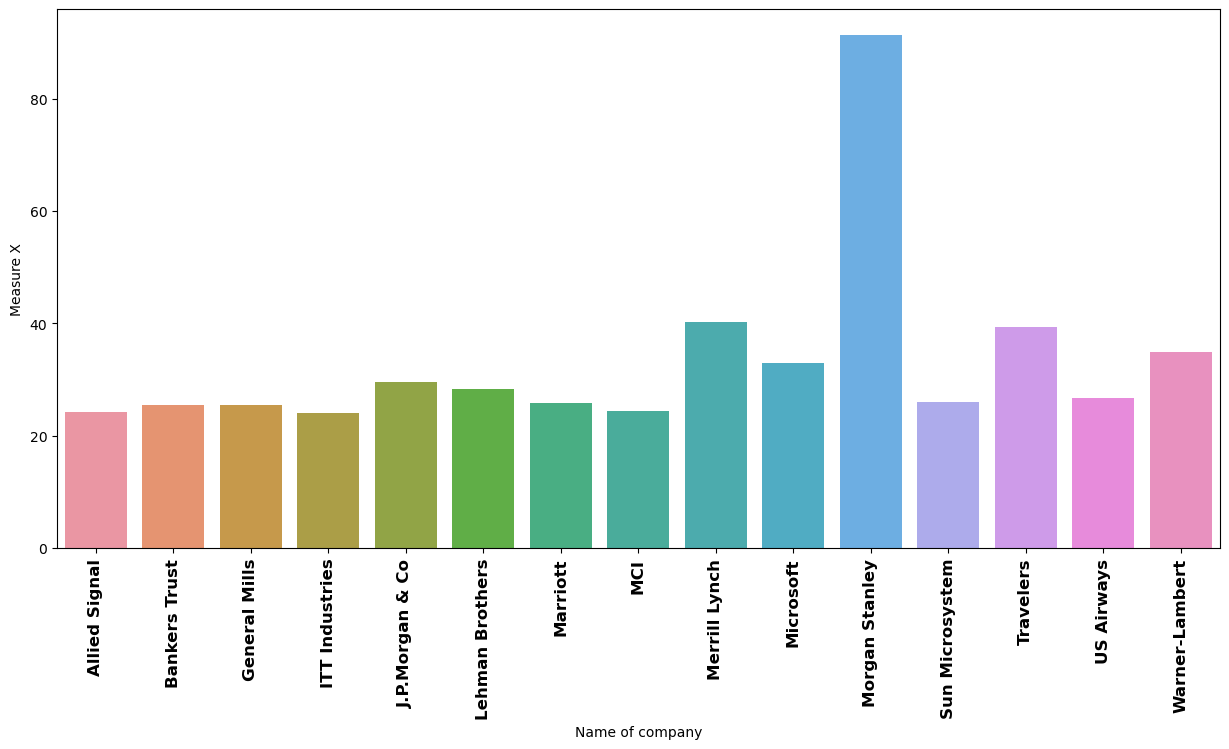 80
60
40
20
0
Measure X
Allied Signal
Bankers Trust
General Mills
ITT Industries
J.P.Morgan & Co
Lehman Brothers
Marriott
MCI
Merrill Lynch
Microsoft
Morgan Stanley
Sun Microsystem
Travelers
US Airways
Warner-Lambert
Name of company